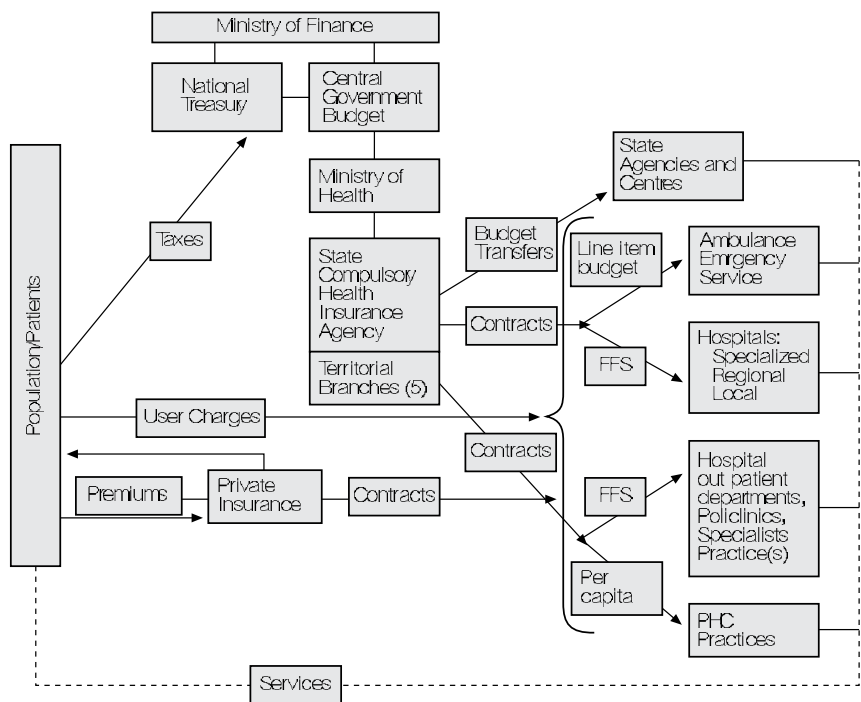 Ministry of Finance
National
Treasury
Central
Government
Budget
Ministry of
Health
State
Agencies and
Centres
Taxes
Budget
Transfers
Line item
budget
Ambulance
Emrgency
Service
State
Compulsory
Health
Insurance
Agency
Contracts
Territorial
Branches (5)
FFS
Hospitals:
Specialized
Regional
Local
Population/Patients
User Charges
Contracts
Premiums
Private
Insurance
Contracts
FFS
Hospital
out patient
departments,
Policlinics,
Specialists
Practice(s)
Per
capita
PHC
Practices
Services